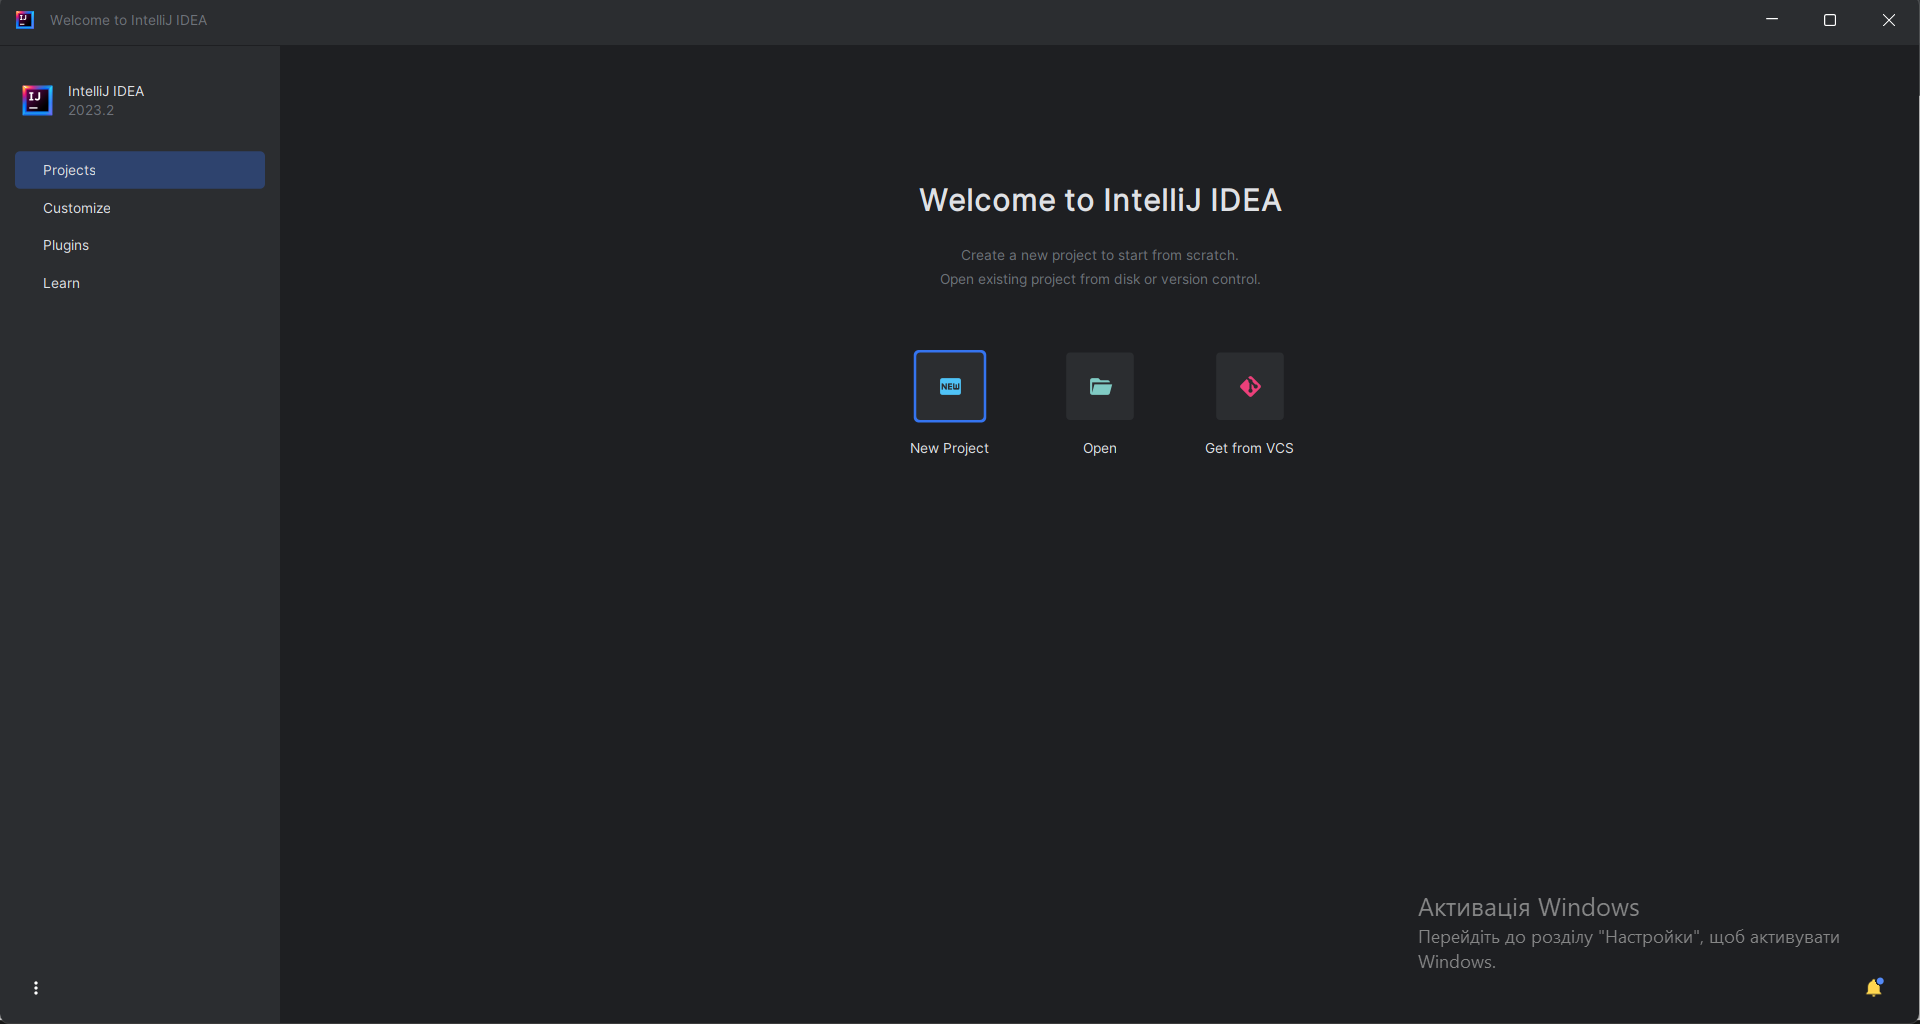 Welcome to IntelliJ IDEA
IntelliJ IDEA
2023.2
Projects
Customize
Plugins
Learn
Welcome to IntelliJ IDEA
Create a new project to start from scratch.
Open existing project from disk or version control.
NEW
New Project
Open
Get from VCS
Активація Windows
Перейдіть до розділу "Настройки", щоб активувати
Windows.